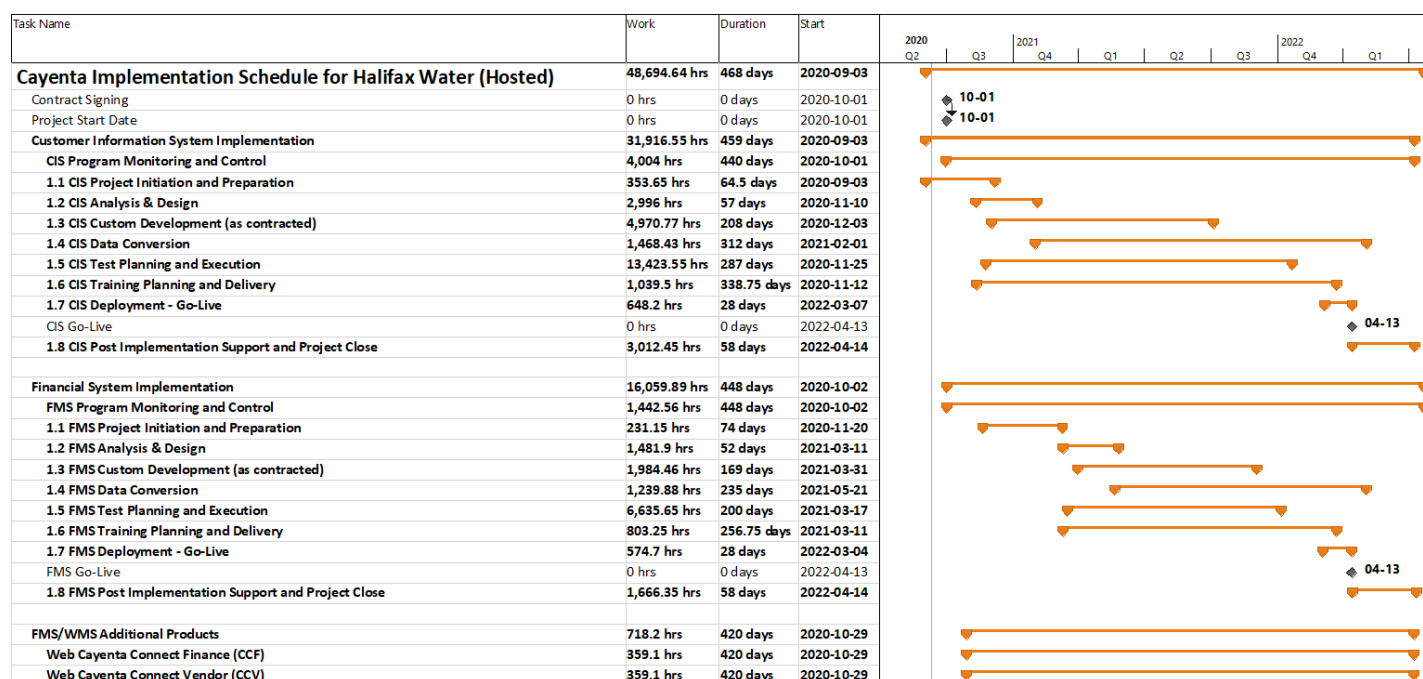 Task Name Work Duration Start
2020 2021 2022
Q2 Q3 Q4 Q1 Q2 Q3 Q4 Q1
Cayenta Implementation Schedule for Halifax Water (Hosted) 48,694.64 hrs 468 days 2020-09-03
Contract Signing 0 hrs 0 days 2020-10-01 10-01
Project Start Date 0 hrs 0 days 2020-10-01 10-01
Customer Information System Implementation 31,916.55 hrs 459 days 2020-09-03
CIS Program Monitoring and Control 4,004 hrs 440 days 2020-10-01
1.1 CIS Project Initiation and Preparation 353.65 hrs 64.5 days 2020-09-03
1.2 CIS Analysis & Design 2,996 hrs 57 days 2020-11-10
1.3 CIS Custom Development (as contracted) 4,970.77 hrs 208 days 2020-12-03
1.4 CIS Data Conversion 1,468.43 hrs 312 days 2021-02-01
1.5 CIS Test Planning and Execution 13,423.55 hrs 287 days 2020-11-25
1.6 CIS Training Planning and Delivery 1,039.5 hrs 338.75 days 2020-11-12
1.7 CIS Deployment - Go-Live 648.2 hrs 28 days 2022-03-07
CIS Go-Live 0 hrs 0 days 2022-04-13 04-13
1.8 CIS Post Implementation Support and Project Close 3,012.45 hrs 58 days 2022-04-14
Financial System Implementation 16,059.89 hrs 448 days 2020-10-02
FMS Program Monitoring and Control 1,442.56 hrs 448 days 2020-10-02
1.1 FMS Project Initiation and Preparation 231.15 hrs 74 days 2020-11-20
1.2 FMS Analysis & Design 1,481.9 hrs 52 days 2021-03-11
1.3 FMS Custom Development (as contracted) 1,984.46 hrs 169 days 2021-03-31
1.4 FMS Data Conversion 1,239.88 hrs 235 days 2021-05-21
1.5 FMS Test Planning and Execution 6,635.65 hrs 200 days 2021-03-17
1.6 FMS Training Planning and Delivery 803.25 hrs 256.75 days 2021-03-11
1.7 FMS Deployment - Go-Live 574.7 hrs 28 days 2022-03-04
FMS Go-Live 0 hrs 0 days 2022-04-13 04-13
1.8 FMS Post Implementation Support and Project Close 1,666.35 hrs 58 days 2022-04-14
FMS/WMS Additional Products 718.2 hrs 420 days 2020-10-29
Web Cayenta Connect Finance (CCF) 359.1 hrs 420 days 2020-10-29
Web Cayenta Connect Vendor (CCV) 359.1 hrs 420 days 2020-10-29